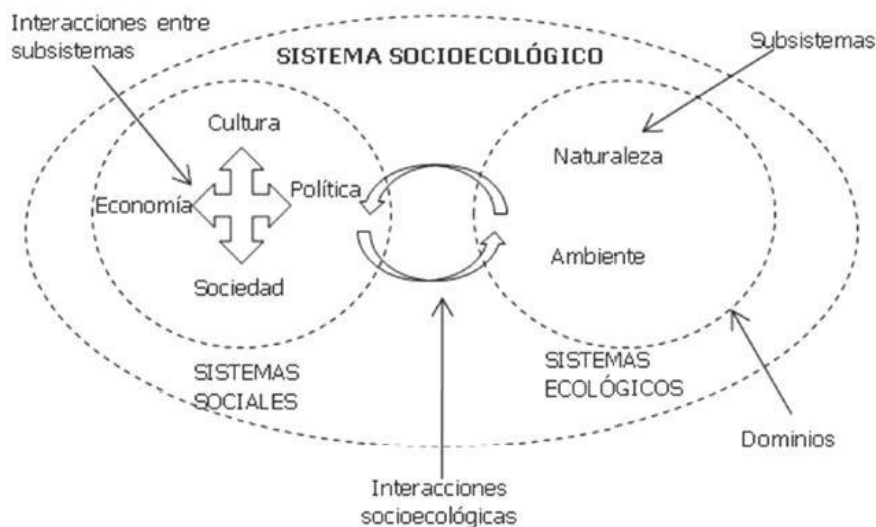 Interacciones entre
subsistemas
SISTEMA SOCIOECOLÓGICO
Subsistemas
Cultura
Naturaleza
Economía
Política
Ambiente
Sociedad
SISTEMAS
SOCIALES
SISTEMAS
ECOLÓGICOS
Dominios
Interacciones
socioecológicas